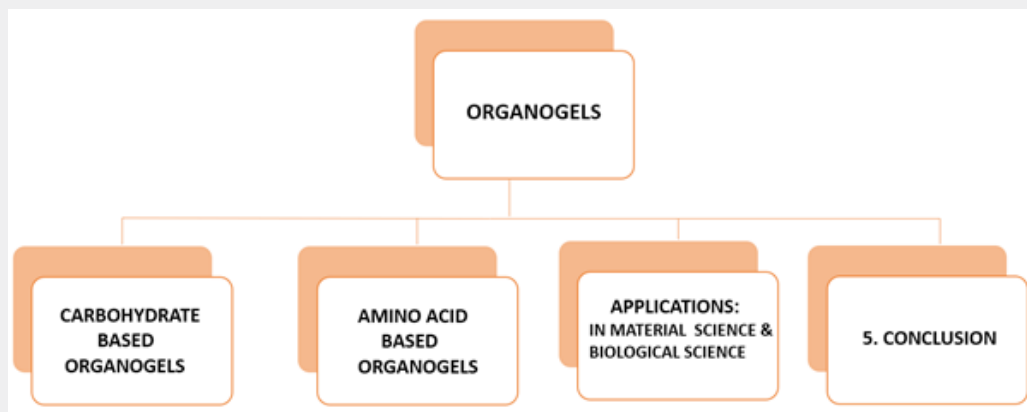 ORGANOGELS
CARBOHYDRATE
BASED
ORGANOGELS
AMINO ACID
BASED
ORGANOGELS
APPLICATIONS:
IN MATERIAL SCIENCE &
BIOLOGICAL SCIENCE
5. CONCLUSION